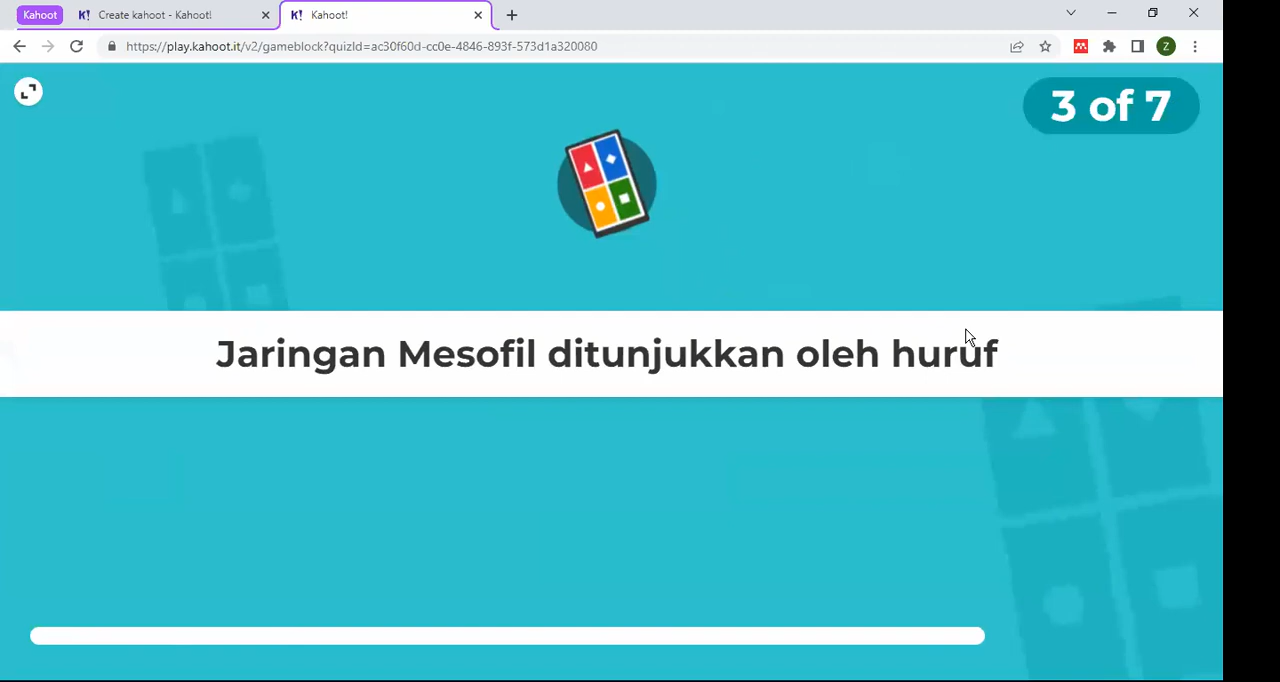 Kahoot K! Create kahoot - Kahoot! K! Kahoot!
https://play.kahoot.it/v2/gameblock?quizId=ac30f60d-cc0e-4846-893f-573d1a320080 Z
3 of 7
Jaringan Mesofil ditunjukkan oleh huruf